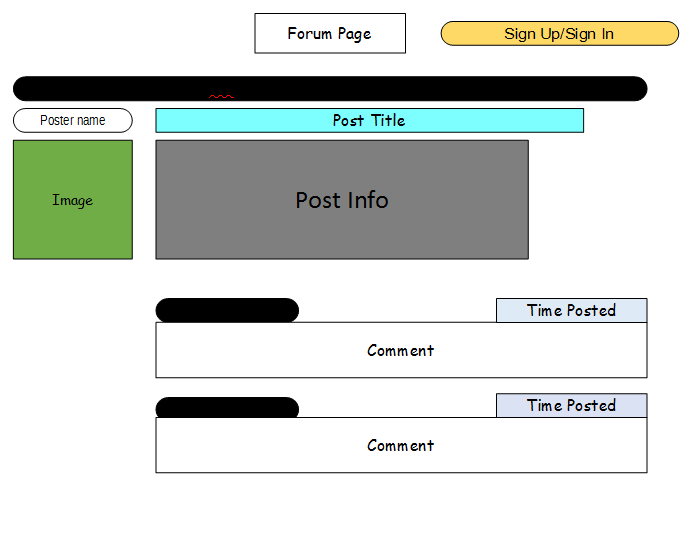 Forum Page
Sign Up/Sign In
Poster name
Post Title
Image
Post Info
Time Posted
Comment
Time Posted
Comment